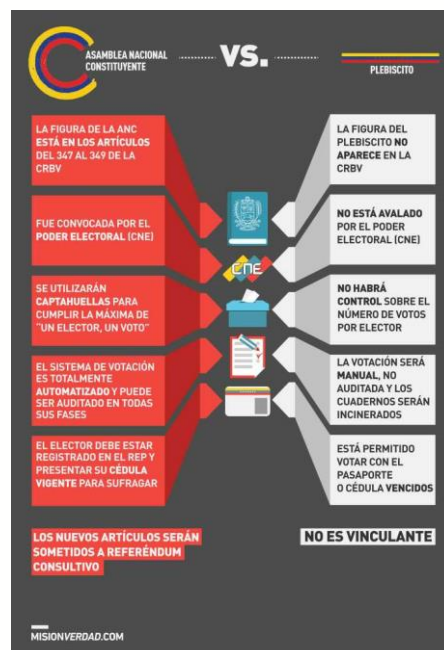 ASAMBLEA NACIONAL
CONSTITUYENTE
VS.
PLEBISCITO
LA FIGURA DE LA ANC
ESTÁ EN LOS ARTÍCULOS
DEL 347 AL 349 DE LA
CRBV
LA FIGURA DEL
PLEBISCITO NO
APARECE EN LA
CRBV
FUE CONVOCADA POR EL
PODER ELECTORAL (CNE)
CNE
NO ESTÁ AVALADO
POR EL PODER
ELECTORAL (CNE)
SE UTILIZARÁN
CAPTAHUELLAS PARA
CUMPLIR LA MÁXIMA DE
"UN ELECTOR, UN VOTO"
NO HABRÁ
CONTROL SOBRE EL
NÚMERO DE VOTOS
POR ELECTOR
EL SISTEMA DE VOTACIÓN
ES TOTALMENTE
AUTOMATIZADO Y PUEDE
SER AUDITADO EN TODAS
SUS FASES
LA VOTACIÓN SERÁ
MANUAL, NO
AUDITADA Y LOS
CUADERNOS SERÁN
INCINERADOS
EL ELECTOR DEBE ESTAR
REGISTRADO EN EL REP Y
PRESENTAR SU CÉDULA
VIGENTE PARA SUFRAGAR
ESTÁ PERMITIDO
VOTAR CON EL
PASAPORTE
O CÉDULA VENCIDOS
LOS NUEVOS ARTÍCULOS SERÁN
SOMETIDOS A REFERÉNDUM
CONSULTIVO
NO ES VINCULANTE
MISIONVERDAD.COM